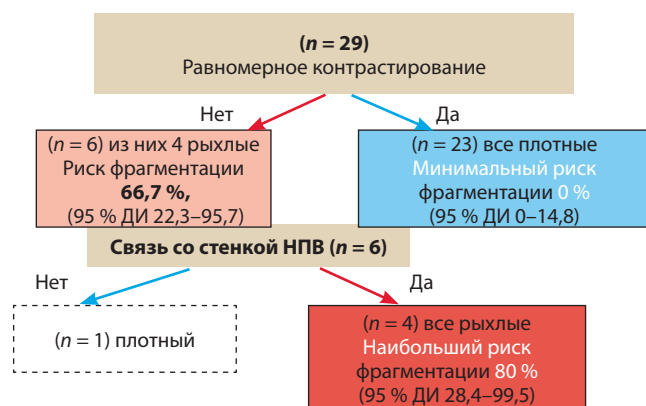 (n = 29)
Равномерное контрастирование
Нет
Да
(n = 6) из них 4 рыхлые
Риск фрагментации
66,7 %,
(95 % ДИ 22,3–95,7)
(n = 23) все плотные
Минимальный риск
фрагментации 0 %
(95 % ДИ 0–14,8)
Связь со стенкой НПВ (n = 6)
Нет
Да
(n = 1) плотный
(n = 4) все рыхлые
Наибольший риск
фрагментации 80 %
(95 % ДИ 28,4–99,5)